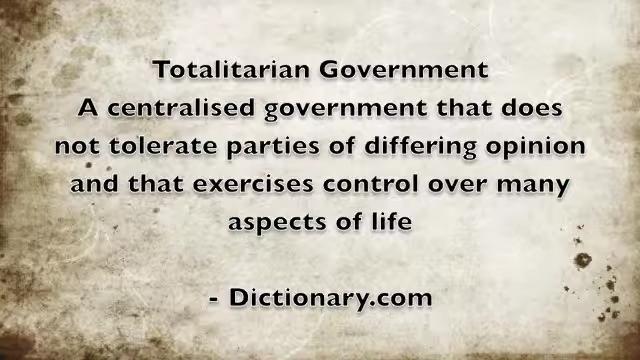 Totalitarian Government
A centralised government that does
not tolerate parties of differing opinion
and that exercises control over many
aspects of life
- Dictionary.com